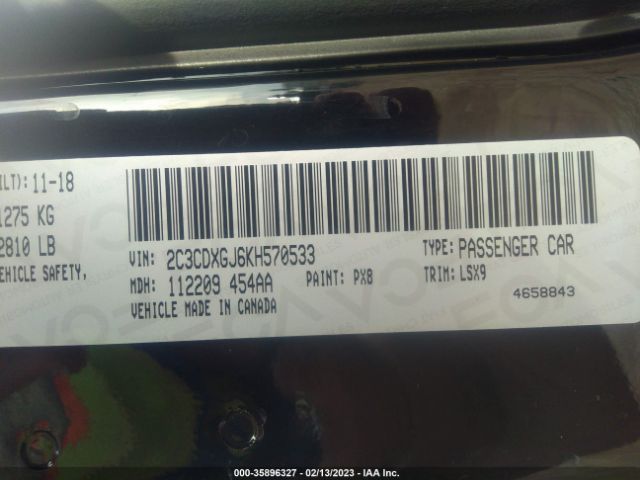 ILT): 11-18
1275 KG
2810 LB
EHICLE SAFETY,
VIN: 2C3CDXGJ6KH570533
TYPE: PASSENGER CAR
MDH: 112209 454AA
PAINT: PX8
TRIM: LSX9
VEHICLE MADE IN CANADA
4658843
000-35896327 - 02/13/2023 - IAA Inc.